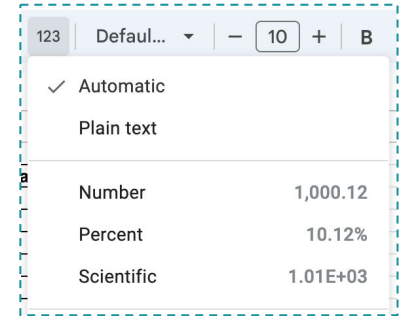 123 Defaul... − 10 + B
Automatic
Plain text
a
Number 1,000.12
Percent 10.12%
Scientific 1.01E+03